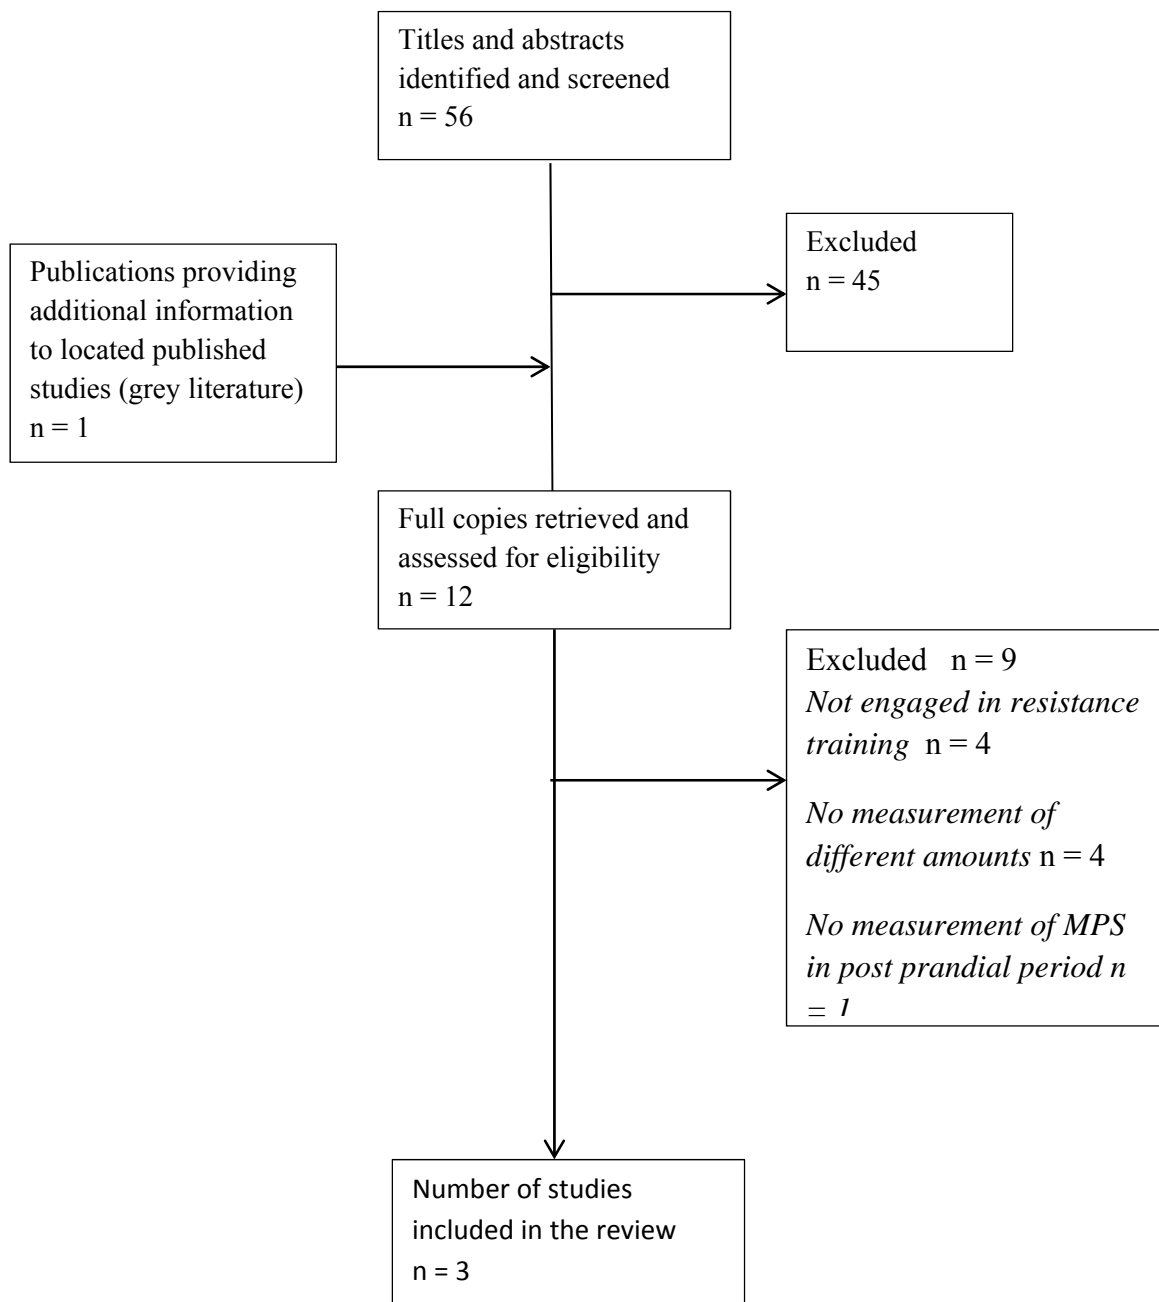 Titles and abstracts
identified and screened
n = 56
Excluded
n = 45
Publications providing
additional information
to located published
studies (grey literature)
n = 1
Full copies retrieved and
assessed for eligibility
n = 12
Excluded   n = 9
Not engaged in resistance
training  n = 4
No measurement of
different amounts n = 4
No measurement of MPS
in post prandial period n
= 1
Number of studies
included in the review
n = 3